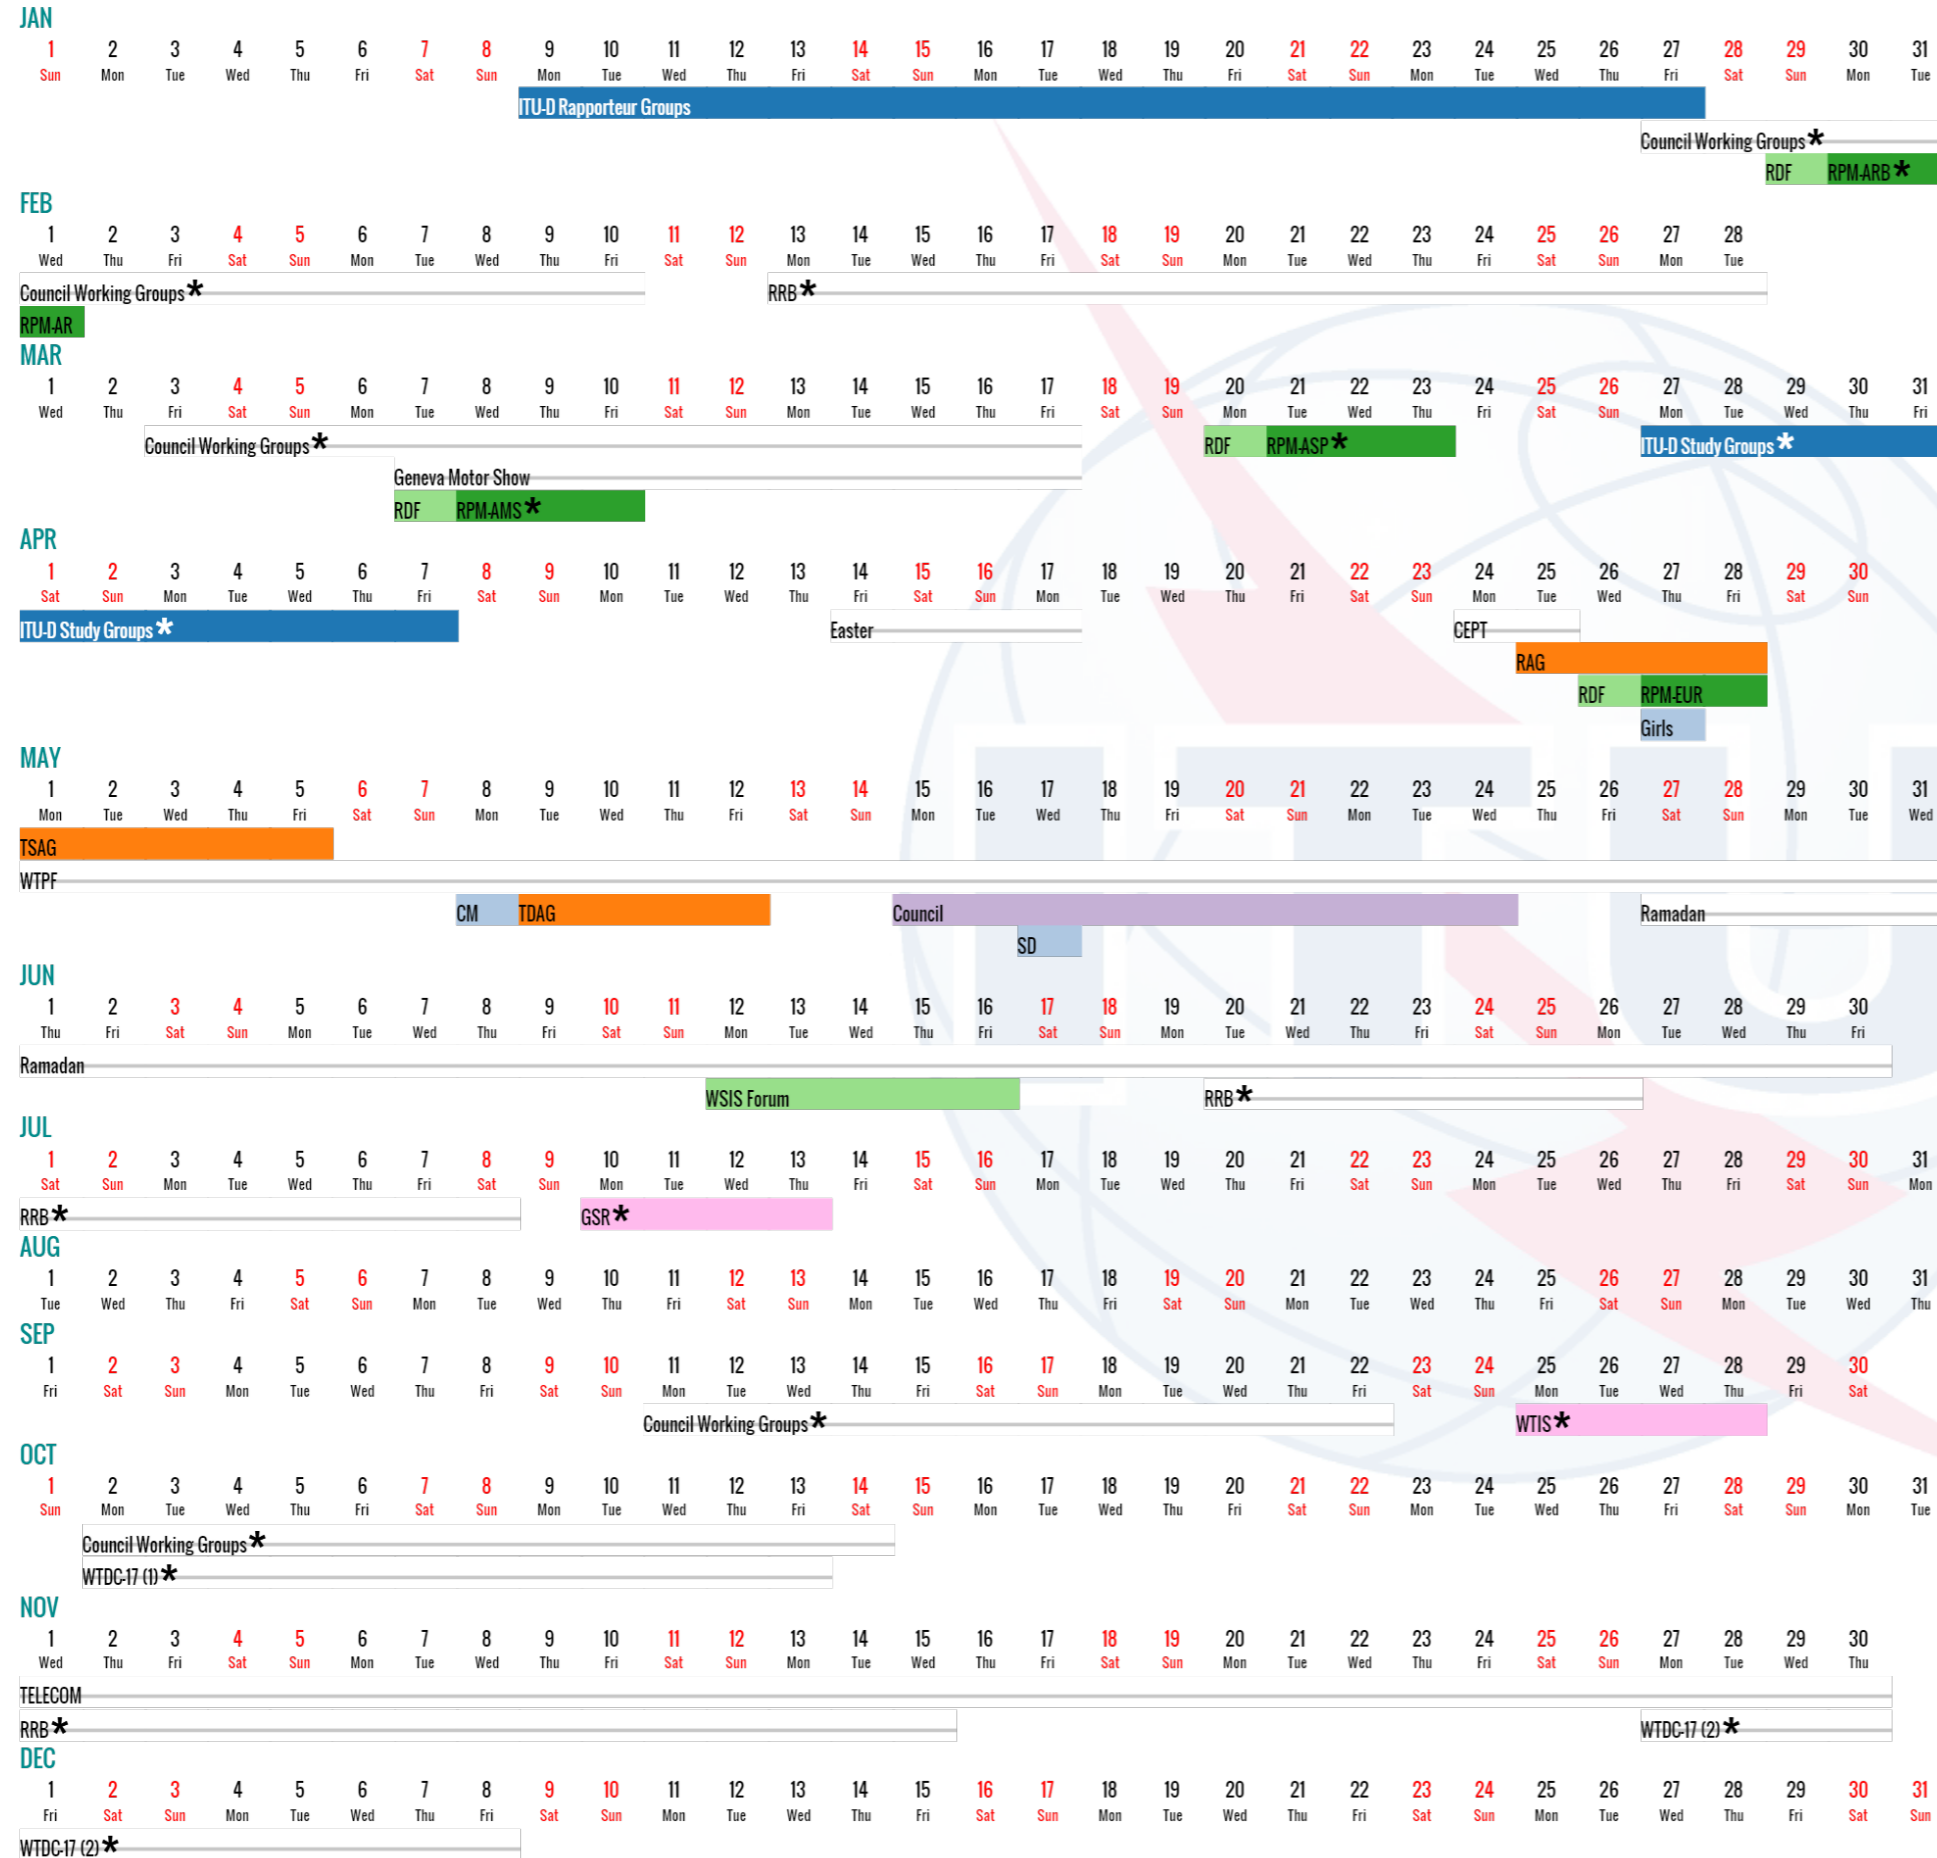 JAN
1 2 3 4 5 6 7 8 9 10 11 12 13 14 15 16 17 18 19 20 21 22 23 24 25 26 27 28 29 30 31
Sun Mon Tue Wed Thu Fri Sat Sun Mon Tue Wed Thu Fri Sat Sun Mon Tue Wed Thu Fri Sat Sun Mon Tue Wed Thu Fri Sat Sun Mon Tue
ITU-D Rapporteur Groups
Council Working Groups*
RDF RPM-ARB*
FEB
1 2 3 4 5 6 7 8 9 10 11 12 13 14 15 16 17 18 19 20 21 22 23 24 25 26 27 28
Wed Thu Fri Sat Sun Mon Tue Wed Thu Fri Sat Sun Mon Tue Wed Thu Fri Sat Sun Mon Tue Wed Thu Fri Sat Sun Mon Tue
Council Working Groups* RRB*
RPM-AR
MAR
1 2 3 4 5 6 7 8 9 10 11 12 13 14 15 16 17 18 19 20 21 22 23 24 25 26 27 28 29 30 31
Wed Thu Fri Sat Sun Mon Tue Wed Thu Fri Sat Sun Mon Tue Wed Thu Fri Sat Sun Mon Tue Wed Thu Fri Sat Sun Mon Tue Wed Thu Fri
Council Working Groups* RDF RPM-ASP* ITU-D Study Groups*
Geneva Motor Show
RDF RPM-AMS*
APR
1 2 3 4 5 6 7 8 9 10 11 12 13 14 15 16 17 18 19 20 21 22 23 24 25 26 27 28 29 30
Sat Sun Mon Tue Wed Thu Fri Sat Sun Mon Tue Wed Thu Fri Sat Sun Mon Tue Wed Thu Fri Sat Sun Mon Tue Wed Thu Fri Sat Sun
ITU-D Study Groups* Easter CEPT
RAG
RDF RPM-EUR
Girls
MAY
1 2 3 4 5 6 7 8 9 10 11 12 13 14 15 16 17 18 19 20 21 22 23 24 25 26 27 28 29 30 31
Mon Tue Wed Thu Fri Sat Sun Mon Tue Wed Thu Fri Sat Sun Mon Tue Wed Thu Fri Sat Sun Mon Tue Wed Thu Fri Sat Sun Mon Tue Wed
TSAG
WTPF
CM TDAG Council Ramadan
SD
JUN
1 2 3 4 5 6 7 8 9 10 11 12 13 14 15 16 17 18 19 20 21 22 23 24 25 26 27 28 29 30
Thu Fri Sat Sun Mon Tue Wed Thu Fri Sat Sun Mon Tue Wed Thu Fri Sat Sun Mon Tue Wed Thu Fri Sat Sun Mon Tue Wed Thu Fri
Ramadan
WSIS Forum RRB*
JUL
1 2 3 4 5 6 7 8 9 10 11 12 13 14 15 16 17 18 19 20 21 22 23 24 25 26 27 28 29 30 31
Sat Sun Mon Tue Wed Thu Fri Sat Sun Mon Tue Wed Thu Fri Sat Sun Mon Tue Wed Thu Fri Sat Sun Mon Tue Wed Thu Fri Sat Sun Mon
RRB* GSR*
AUG
1 2 3 4 5 6 7 8 9 10 11 12 13 14 15 16 17 18 19 20 21 22 23 24 25 26 27 28 29 30 31
Tue Wed Thu Fri Sat Sun Mon Tue Wed Thu Fri Sat Sun Mon Tue Wed Thu Fri Sat Sun Mon Tue Wed Thu Fri Sat Sun Mon Tue Wed Thu
SEP
1 2 3 4 5 6 7 8 9 10 11 12 13 14 15 16 17 18 19 20 21 22 23 24 25 26 27 28 29 30
Fri Sat Sun Mon Tue Wed Thu Fri Sat Sun Mon Tue Wed Thu Fri Sat Sun Mon Tue Wed Thu Fri Sat Sun Mon Tue Wed Thu Fri Sat
Council Working Groups* WTIS*
OCT
1 2 3 4 5 6 7 8 9 10 11 12 13 14 15 16 17 18 19 20 21 22 23 24 25 26 27 28 29 30 31
Sun Mon Tue Wed Thu Fri Sat Sun Mon Tue Wed Thu Fri Sat Sun Mon Tue Wed Thu Fri Sat Sun Mon Tue Wed Thu Fri Sat Sun Mon Tue
Council Working Groups*
WTDC-17 (1)*
NOV
1 2 3 4 5 6 7 8 9 10 11 12 13 14 15 16 17 18 19 20 21 22 23 24 25 26 27 28 29 30
Wed Thu Fri Sat Sun Mon Tue Wed Thu Fri Sat Sun Mon Tue Wed Thu Fri Sat Sun Mon Tue Wed Thu Fri Sat Sun Mon Tue Wed Thu
TELECOM
RRB* WTDC-17 (2)*
DEC
1 2 3 4 5 6 7 8 9 10 11 12 13 14 15 16 17 18 19 20 21 22 23 24 25 26 27 28 29 30 31
Fri Sat Sun Mon Tue Wed Thu Fri Sat Sun Mon Tue Wed Thu Fri Sat Sun Mon Tue Wed Thu Fri Sat Sun Mon Tue Wed Thu Fri Sat Sun
WTDC-17 (2)*
ITU